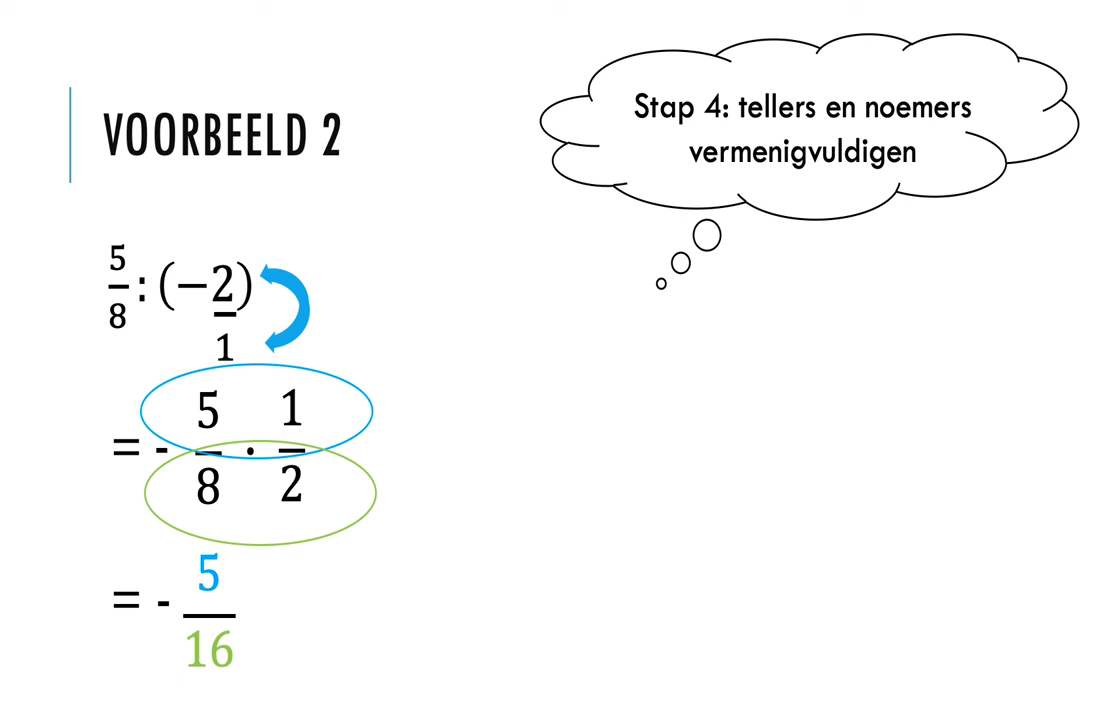 Stap 4: tellers en noemers
vermenigvuldigen
VOORBEELD 2
5/8 : (−2)
1
= - 5/8 · 1/2
= - 5/16